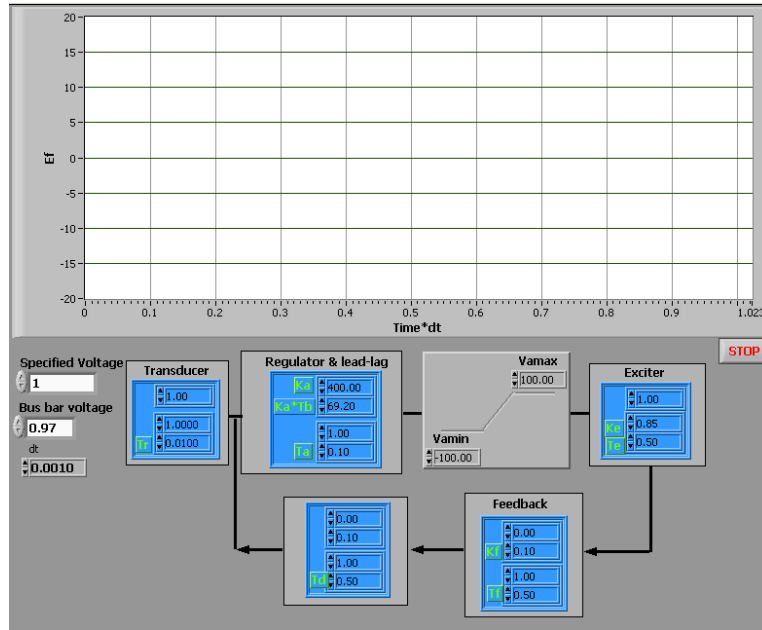 20
15
10
5
0
-5
-10
-15
-20
Ef
0 0.1 0.2 0.3 0.4 0.5 0.6 0.7 0.8 0.9 1.023
Time*dt
STOP
Specified Voltage
1
Bus bar voltage
0.97
dt
0.0010
Transducer
1.00
1.0000
Tr 0.0100
Regulator & lead-lag
Ka 400.00
Ka*Tb 69.20
1.00
Ta 0.10
Vamax
100.00
Vamin
-100.00
Exciter
1.00
Ke 0.85
Te 0.50
0.00
0.10
1.00
Td 0.50
Feedback
0.00
Kf 0.10
1.00
Tf 0.50